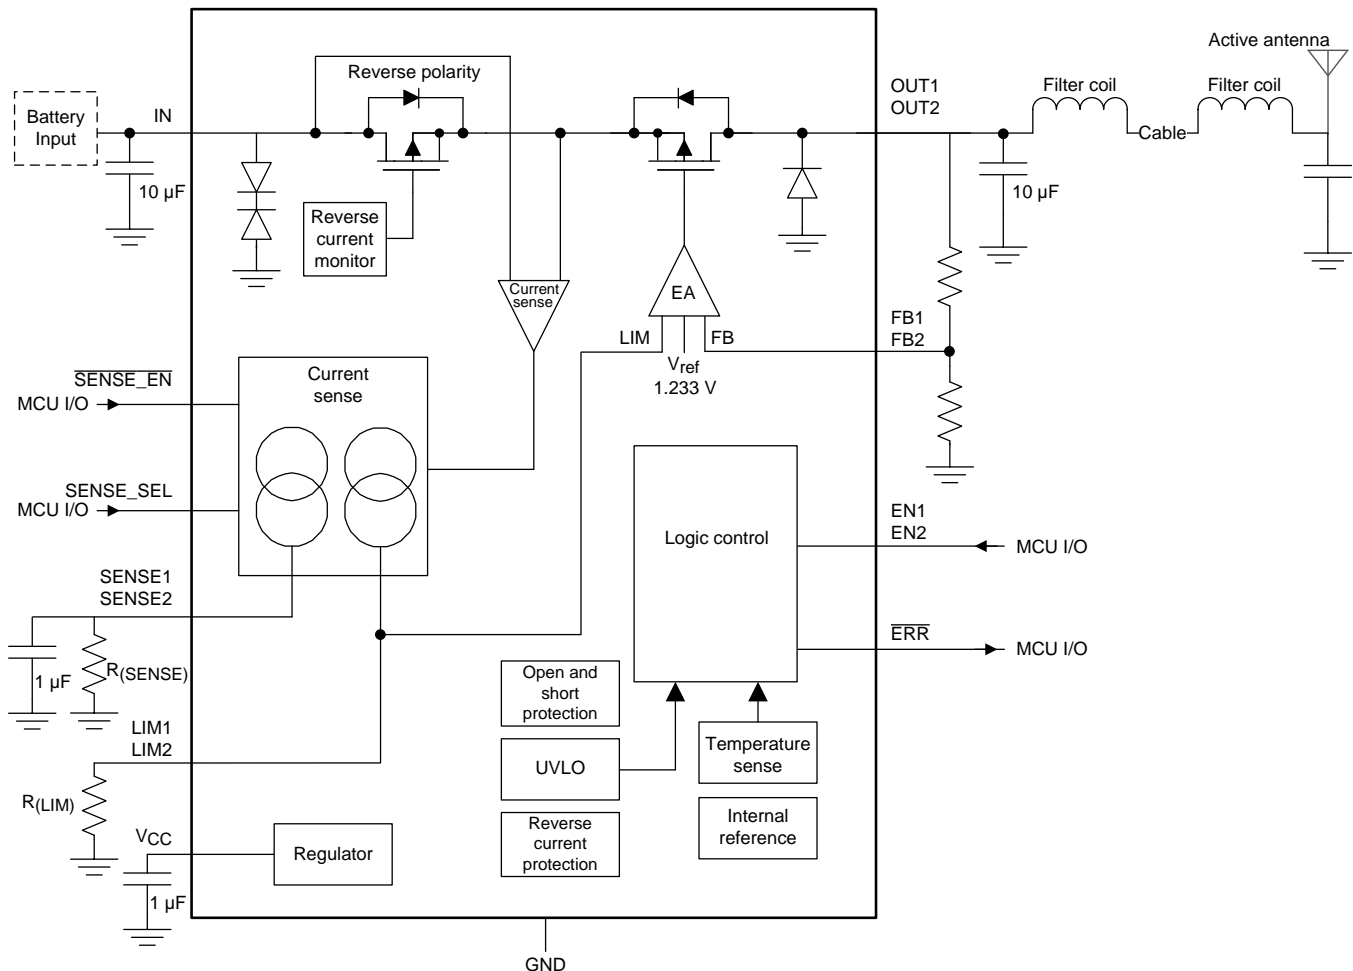 Active antenna
Reverse polarity
OUT1
OUT2
Filter coil
Filter coil
Battery
Input
IN
Cable
10 µF
10 µF
Reverse
current
monitor
Current
sense
EA
FB1
FB2
LIM
FB
Vref
1.233 V
SENSE_EN
MCU I/O
Current
sense
SENSE_SEL
MCU I/O
EN1
EN2
MCU I/O
Logic control
SENSE1
SENSE2
ERR
MCU I/O
1 µF
R(SENSE)
Open and
short
protection
LIM1
LIM2
UVLO
Temperature
sense
R(LIM)
Internal
reference
Reverse
current
protection
VCC
Regulator
1 µF
GND